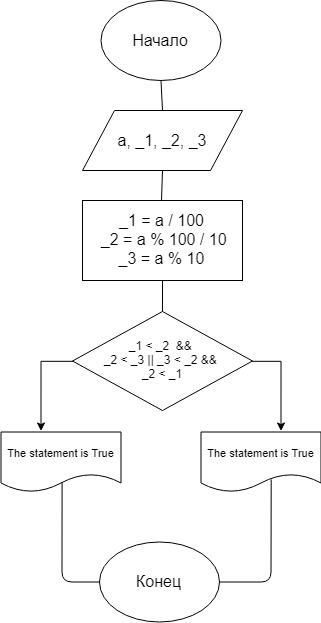 Начало
a, _1, _2, _3
_1 = a / 100
_2 = a % 100 / 10
_3 = a % 10
_1 < _2 &&
_2 < _3 || _3 < _2 &&
_2 < _1
The statement is True
The statement is True
Конец